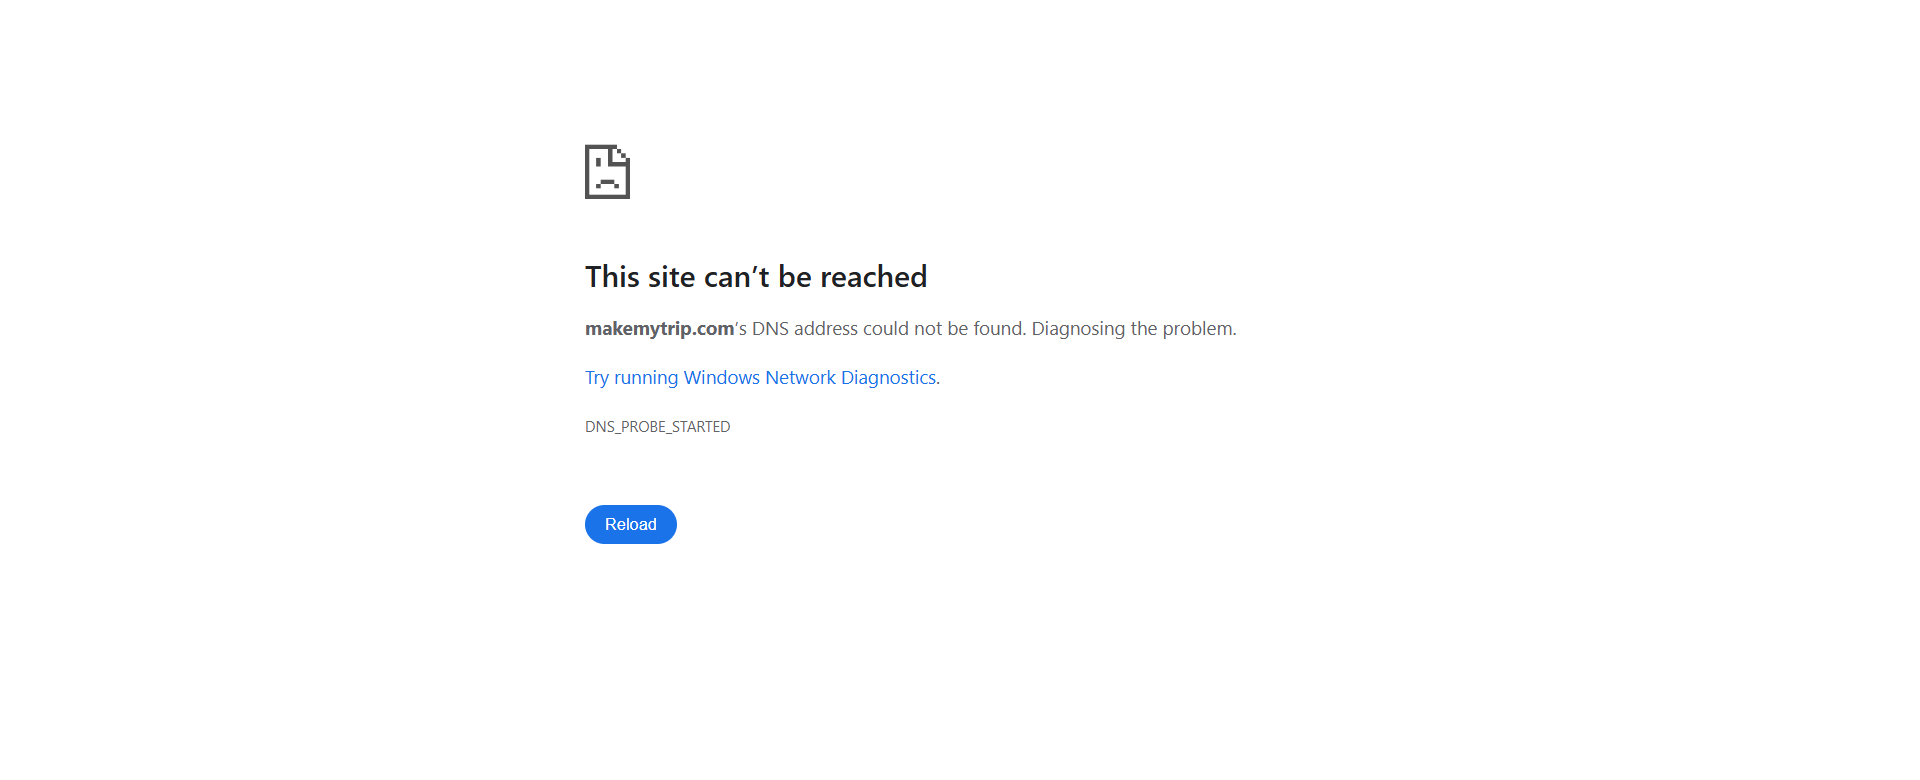 This site can’t be reached
makemytrip.com’s DNS address could not be found. Diagnosing the problem.
Try running Windows Network Diagnostics.
DNS_PROBE_STARTED
Reload